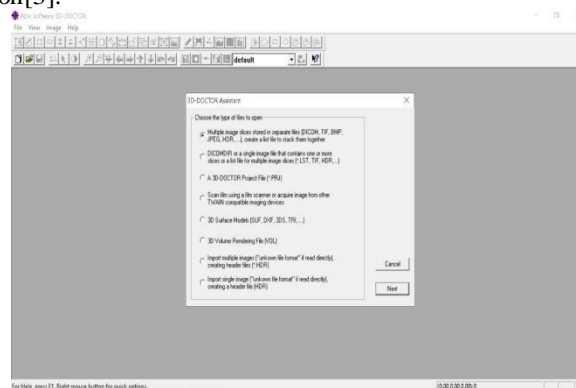 on[3].
Able Software 3D-DOCTOR
File View Image Help
default
3D-DOCTOR Assistant
Choose the type of files to open
Multiple image slices stored in separate files (DICOM, TIF, BMP,
JPEG, HDR, ...), create a list file to stack them together
DICOMDIR or a single image file that contains one or more
slices or a list file for multiple image slices (*.LST, TIF, HDR, ...)
A 3D-DOCTOR Project File (*.PRJ)
Scan film using a film scanner or acquire image from other
TWAIN compatible imaging devices
3D Surface Models (SUF, DXF, 3DS, TRI, ...)
3D Volume Rendering File (VOL)
Import multiple images ("unknown file format" if read directly),
creating header files (*.HDR)
Import single image ("unknown file format" if read directly),
creating a header file (HDR)
Cancel
Next
For Help, press F1. Right mouse button for quick options.